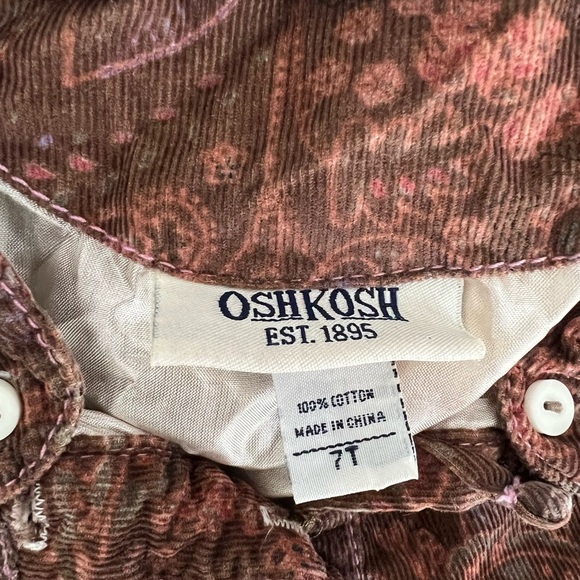 OSHKOSH
EST. 1895
100% COTTON
MADE IN CHINA
7T